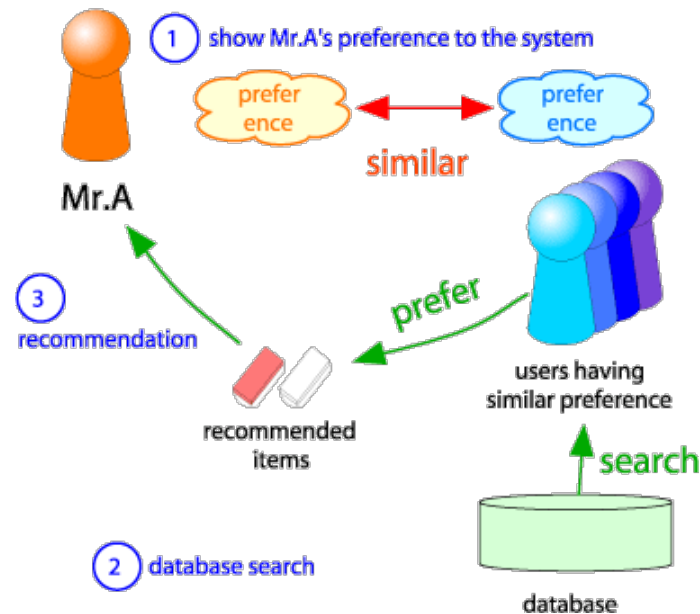 1 show Mr.A's preference to the system
prefer
ence
prefer
ence
similar
Mr.A
prefer
3
recommendation
users having
similar preference
recommended
items
search
2 database search
database